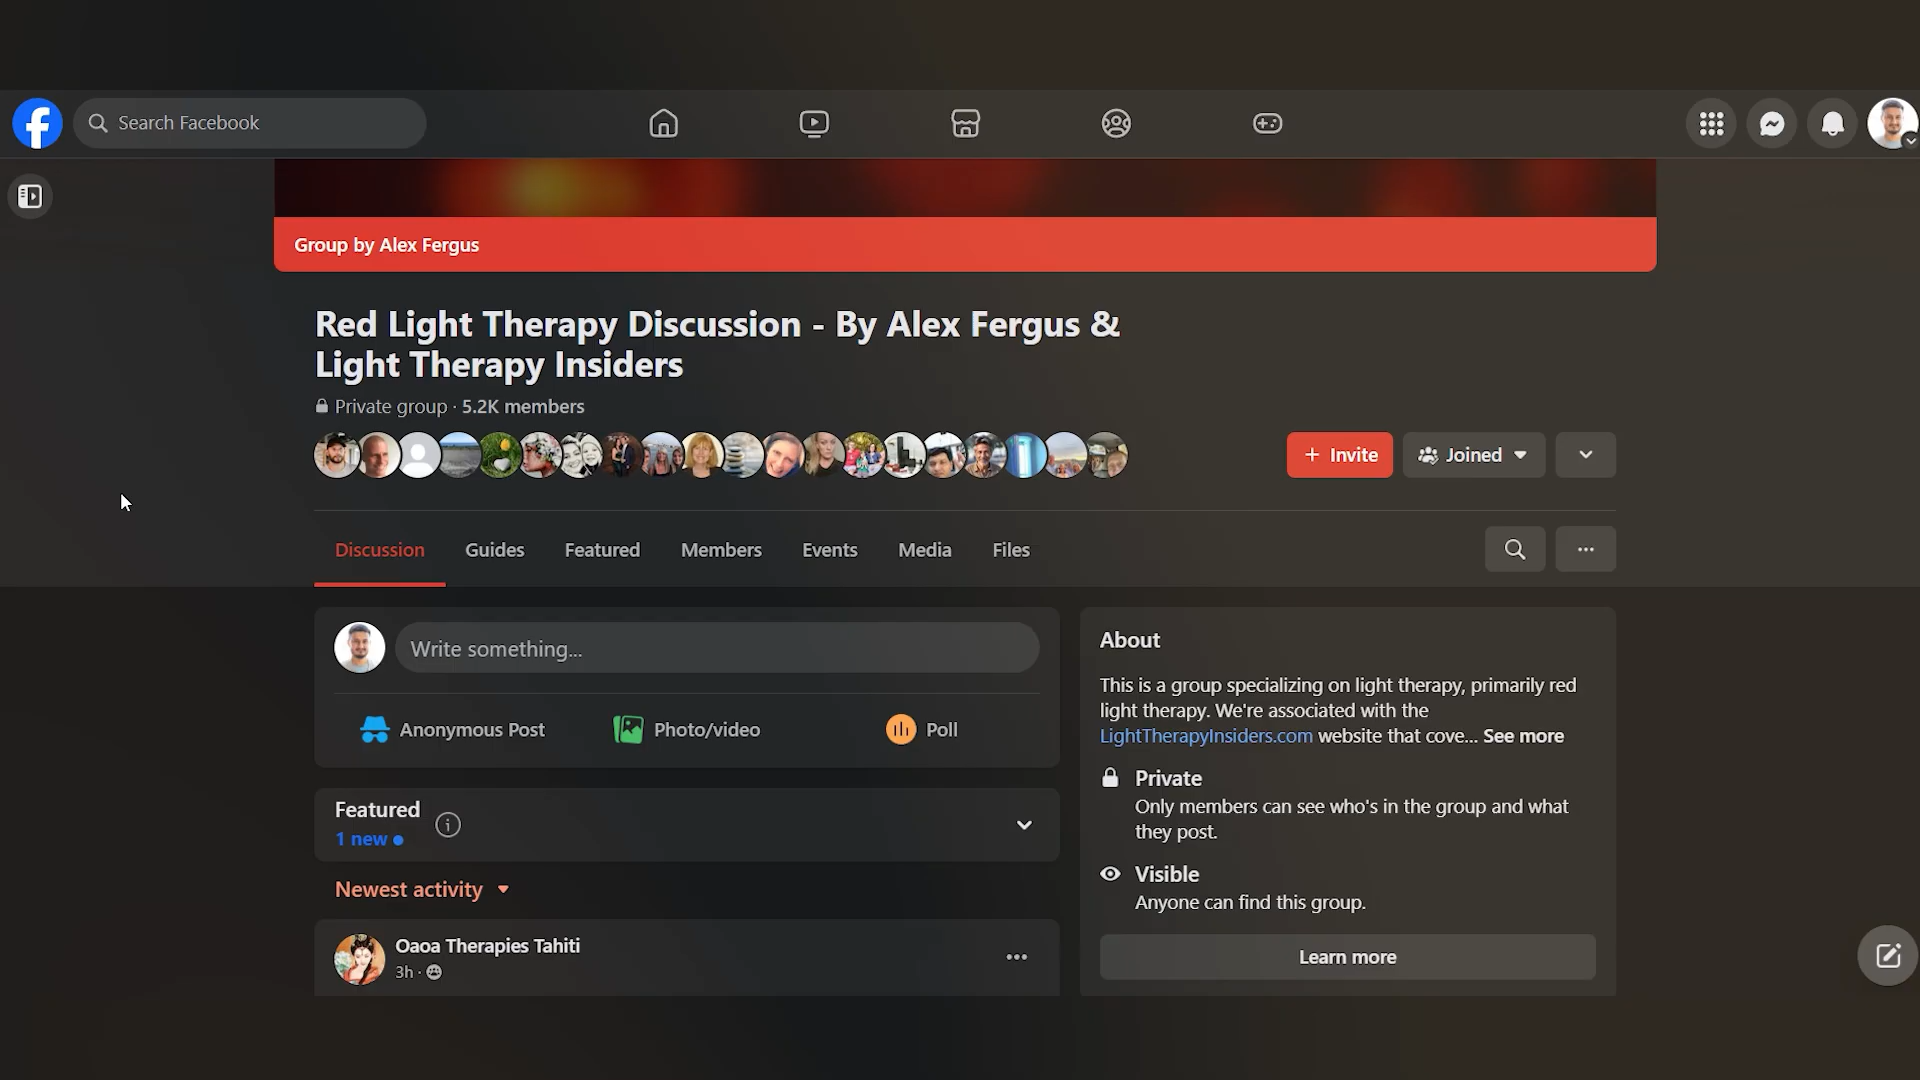 Search Facebook
Group by Alex Fergus
Red Light Therapy Discussion - By Alex Fergus &
Light Therapy Insiders
Private group · 5.2K members
+ Invite
Joined
Discussion
Guides
Featured
Members
Events
Media
Files
Write something...
Anonymous Post
Photo/video
Poll
Featured
1 new
Newest activity
Oaoa Therapies Tahiti
3h ·
About
This is a group specializing on light therapy, primarily red
light therapy. We're associated with the
LightTherapyInsiders.com website that cove... See more
Private
Only members can see who's in the group and what
they post.
Visible
Anyone can find this group.
Learn more